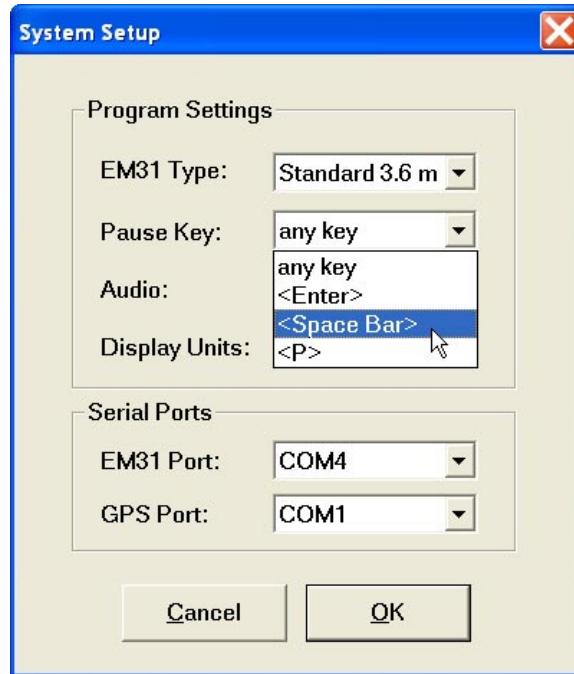 System Setup
Program Settings
EM31 Type:
Standard 3.6 m
Pause Key:
any key
any key
<Enter>
Audio:
<Space Bar>
Display Units:
<P>
Serial Ports
EM31 Port:
COM4
GPS Port:
COM1
Cancel
OK